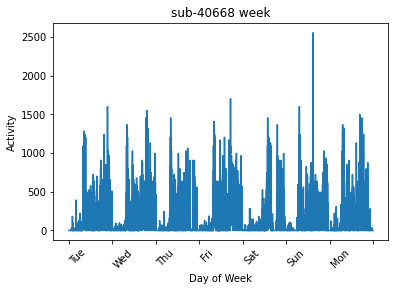 sub-40668 week
Activity
2500
2000
1500
1000
500
0
Tue
Wed
Thu
Fri
Sat
Sun
Mon
Day of Week